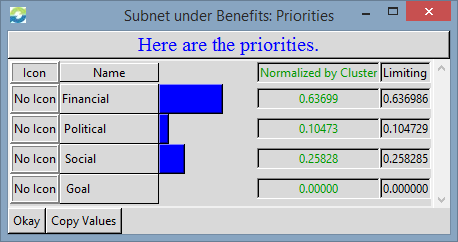 Subnet under Benefits: Priorities
Here are the priorities.
Icon Name Normalized by Cluster Limiting
No Icon Financial 0.63699 0.636986
No Icon Political 0.10473 0.104729
No Icon Social 0.25828 0.258285
No Icon Goal 0.00000 0.000000
Okay Copy Values